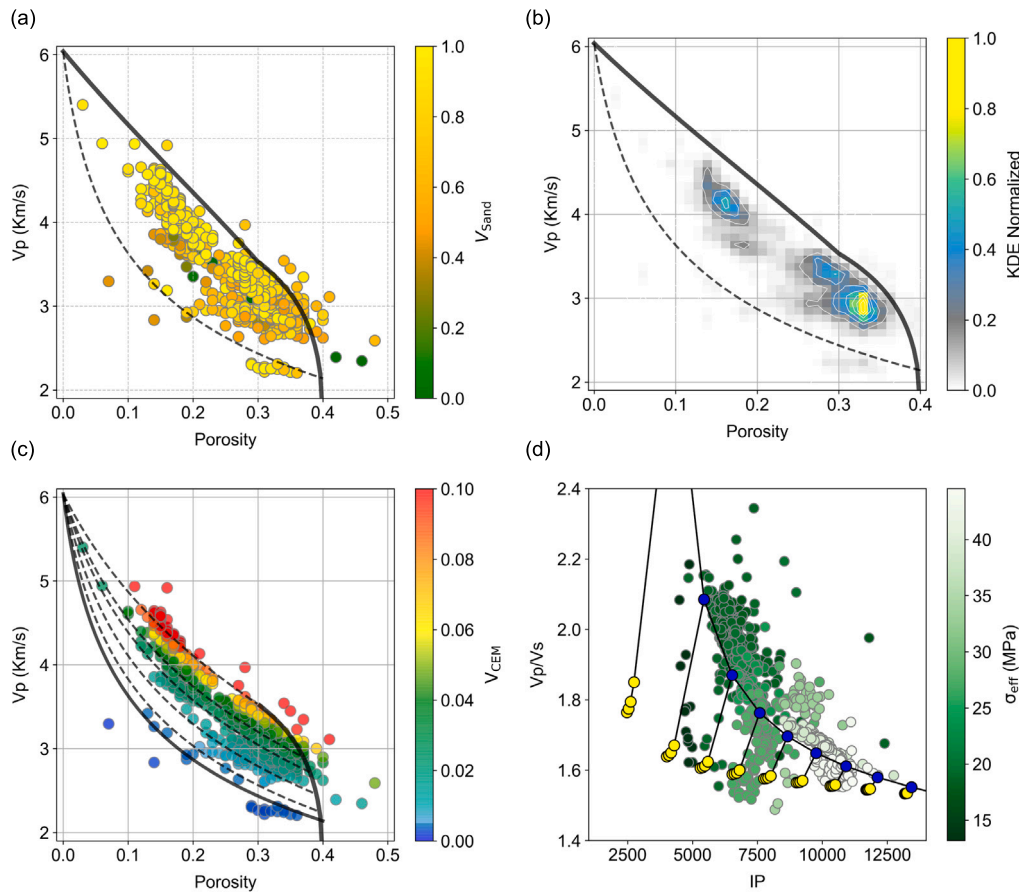 (a)
(b)
6
5
4
3
2
Vp (Km/s)
0.0 0.1 0.2 0.3 0.4 0.5
Porosity
1.0
0.8
0.6
0.4
0.2
0.0
VSand
6
5
4
3
2
Vp (Km/s)
0.0 0.1 0.2 0.3 0.4
Porosity
1.0
0.8
0.6
0.4
0.2
0.0
KDE Normalized
(c)
(d)
6
5
4
3
2
Vp (Km/s)
0.0 0.1 0.2 0.3 0.4 0.5
Porosity
0.10
0.08
0.06
0.04
0.02
0.00
VCEM
2.4
2.2
2.0
1.8
1.6
1.4
Vp/Vs
2500 5000 7500 10000 12500
IP
40
35
30
25
20
15
σeff (MPa)